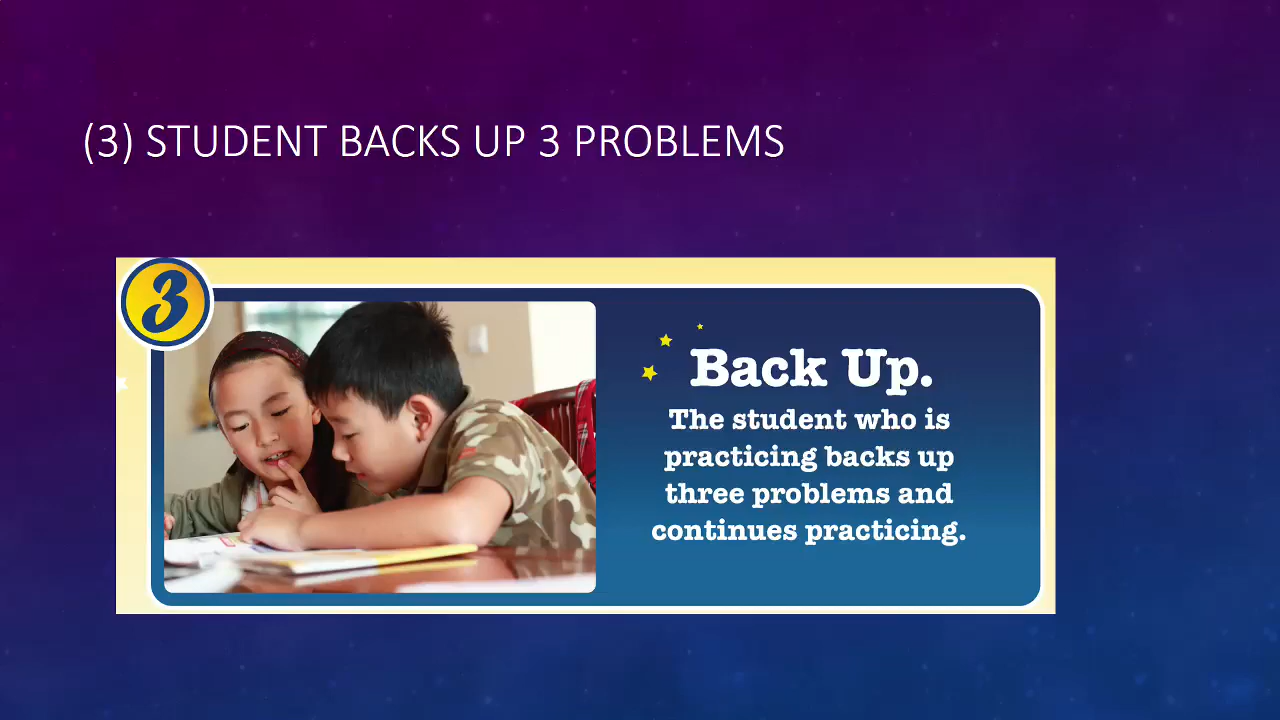 (3) STUDENT BACKS UP 3 PROBLEMS
3
Back Up.
The student who is
practicing backs up
three problems and
continues practicing.